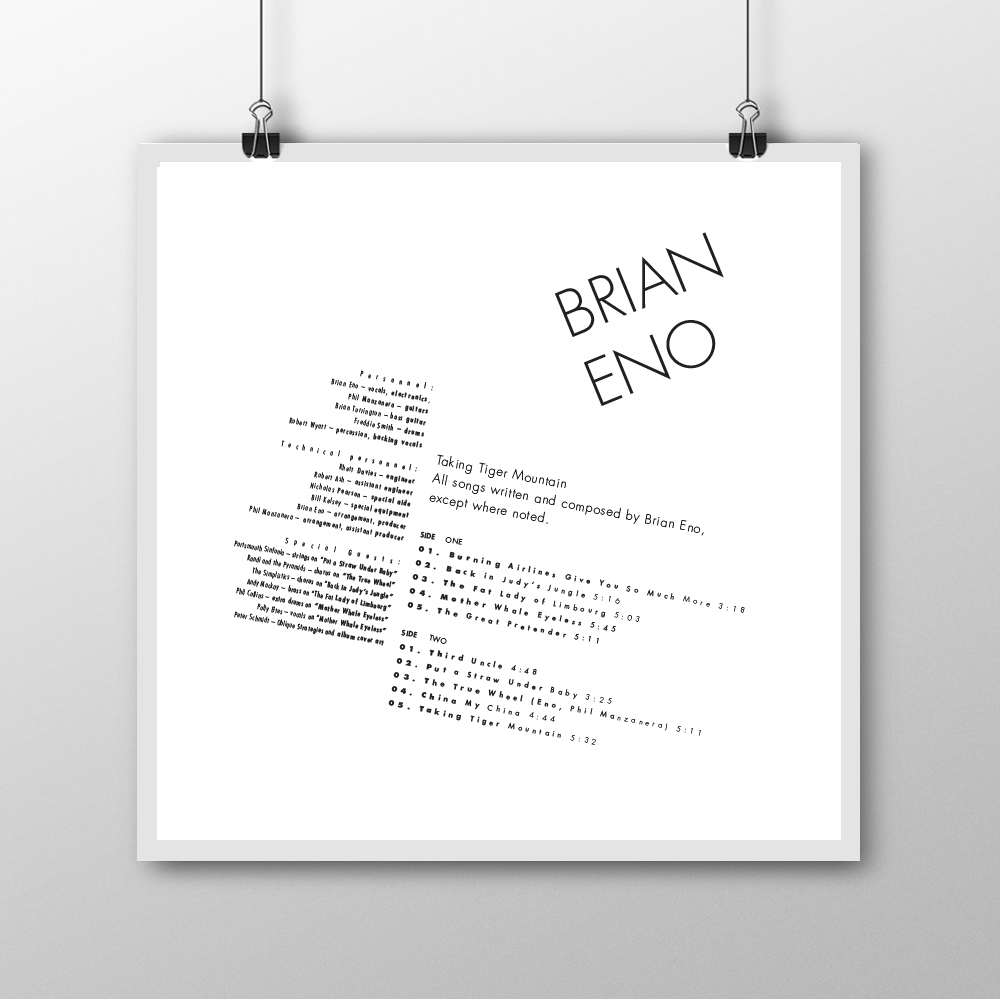 BRIAN
ENO
Personnel:
Brian Eno – vocals, electronics,
Phil Manzanera – guitars
Brian Turrington – bass guitar
Freddie Smith – drums
Robert Wyatt – percussion, backing vocals
Technical personnel:
Rhett Davies – engineer
Robert Ash – assistant engineer
Nicholas Pearson – special aide
Bill Kelsey – special equipment
Brian Eno – arrangement, producer
Phil Manzanera – arrangement, assistant producer
Special Guests:
Portsmouth Sinfonia – strings on "Put a Straw Under Baby"
Randi and the Pyramids – chorus on "The True Wheel"
The Simplistics – chorus on "Back in Judy's Jungle"
Andy Mackay – brass on "The Fat Lady of Limbourg"
Phil Collins – extra drums on "Mother Whale Eyeless"
Polly Eltes – vocals on "Mother Whale Eyeless"
Peter Schmidt – Oblique Strategies and album cover art
Taking Tiger Mountain
All songs written and composed by Brian Eno,
except where noted.
SIDE ONE
01. Burning Airlines Give You So Much More 3:18
02. Back in Judy's Jungle 5:16
03. The Fat Lady of Limbourg 5:03
04. Mother Whale Eyeless 5:45
05. The Great Pretender 5:11
SIDE TWO
01. Third Uncle 4:48
02. Put a Straw Under Baby 3:25
03. The True Wheel (Eno, Phil Manzanera) 5:11
04. China My China 4:44
05. Taking Tiger Mountain 5:32